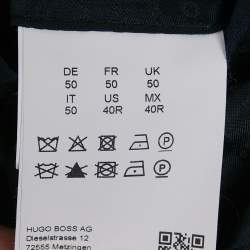 DE FR UK
50 50 50
IT US MX
50 40R 40R
HUGO BOSS AG
Dieselstrasse 12
72555 Metzingen